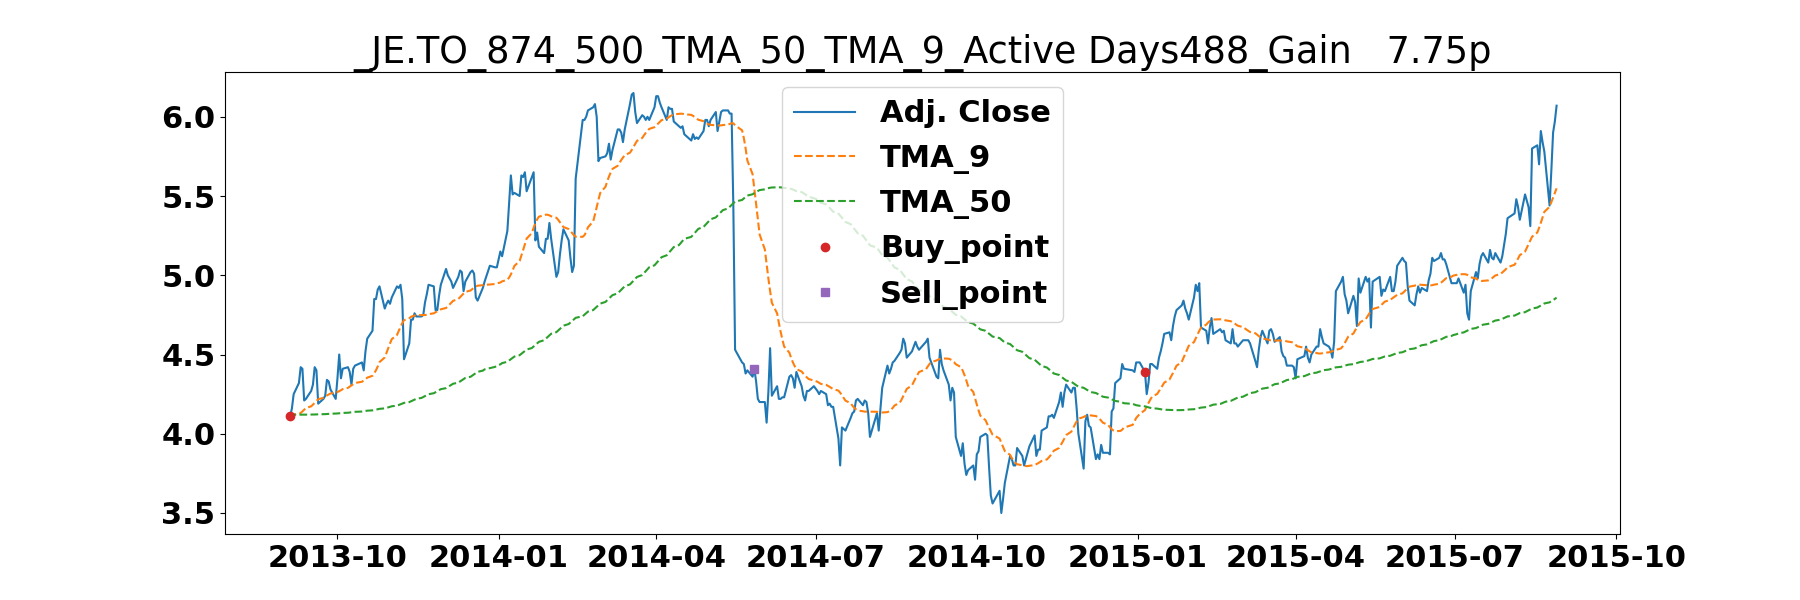 _JE.TO_874_500_TMA_50_TMA_9_Active Days488_Gain   7.75p
Adj. Close
TMA_9
TMA_50
Buy_point
Sell_point
6.0
5.5
5.0
4.5
4.0
3.5
2013-10 2014-01 2014-04 2014-07 2014-10 2015-01 2015-04 2015-07 2015-10